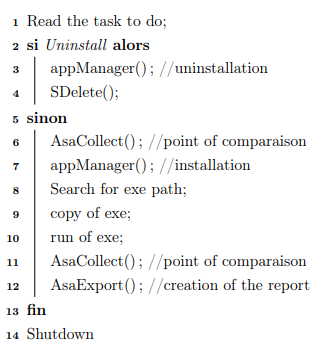 1 Read the task to do;
2 si Uninstall alors
3 appManager() ; //uninstallation
4 SDelete();
5 sinon
6 AsaCollect() ; //point of comparaison
7 appManager() ; //installation
8 Search for exe path;
9 copy of exe;
10 run of exe;
11 AsaCollect() ; //point of comparaison
12 AsaExport() ; //creation of the report
13 fin
14 Shutdown